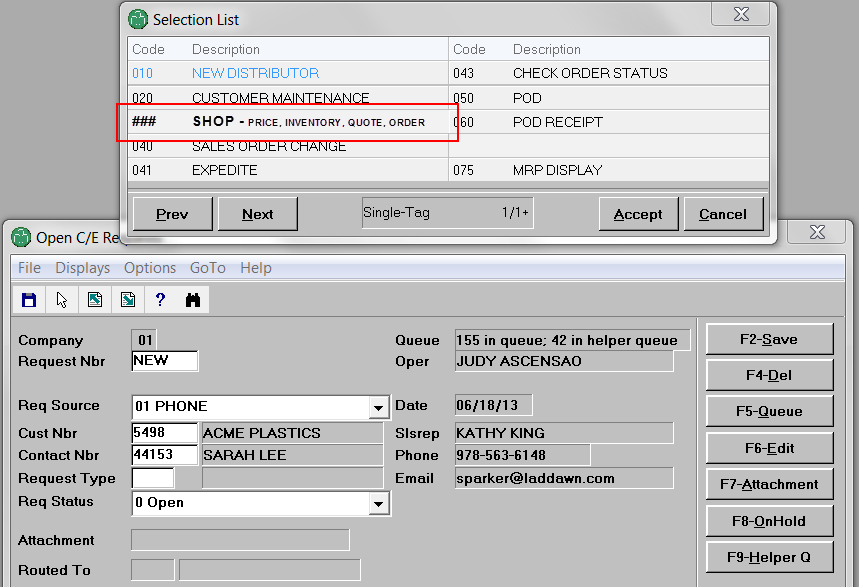 Selection List
Code Description Code Description
010 NEW DISTRIBUTOR 043 CHECK ORDER STATUS
020 CUSTOMER MAINTENANCE 050 POD
### SHOP - PRICE, INVENTORY, QUOTE, ORDER 060 POD RECEIPT
040 SALES ORDER CHANGE
041 EXPEDITE 075 MRP DISPLAY
Prev Next Single-Tag 1/1+ Accept Cancel
Open C/E
File Displays Options GoTo Help
Company 01 Queue 155 in queue; 42 in helper queue F2-Save
Request Nbr NEW Oper JUDY ASCENSAO
F4-Del
Req Source 01 PHONE Date 06/18/13 F5-Queue
Cust Nbr 5498 ACME PLASTICS Slsrep KATHY KING
Contact Nbr 44153 SARAH LEE Phone 978-563-6148 F6-Edit
Request Type Email sparker@laddawn.com F7-Attachment
Req Status 0 Open
F8-OnHold
Attachment
F9-Helper Q
Routed To